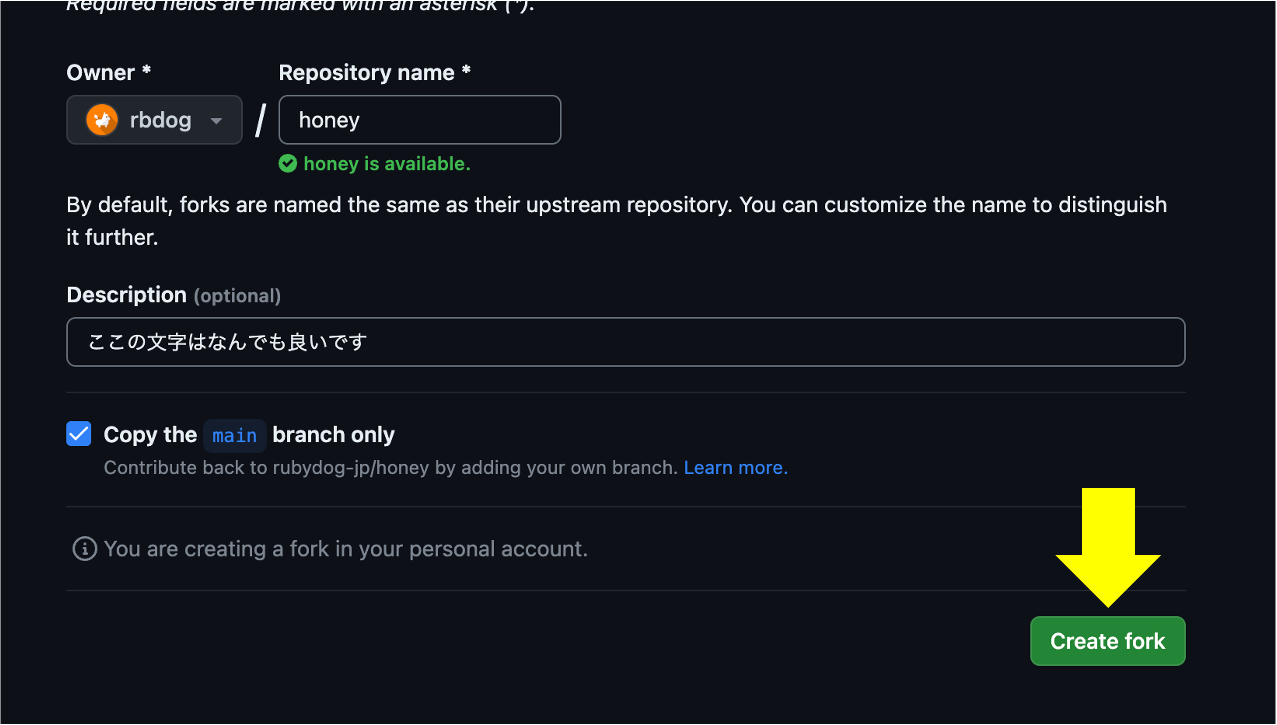 Required fields are marked with an asterisk (*).
Owner * Repository name *
rbdog / honey
honey is available.
By default, forks are named the same as their upstream repository. You can customize the name to distinguish
it further.
Description (optional)
ここの文字はなんでも良いです
Copy the main branch only
Contribute back to rubydog-jp/honey by adding your own branch. Learn more.
You are creating a fork in your personal account.
Create fork